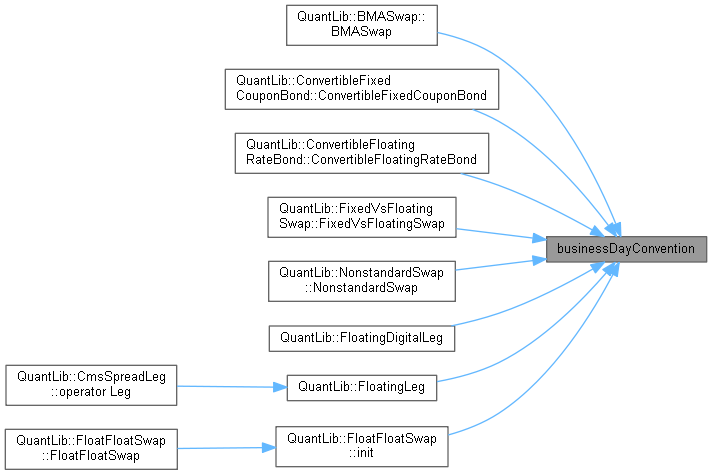 QuantLib::BMASwap::
BMASwap
QuantLib::ConvertibleFixed
CouponBond::ConvertibleFixedCouponBond
QuantLib::ConvertibleFloating
RateBond::ConvertibleFloatingRateBond
QuantLib::FixedVsFloating
Swap::FixedVsFloatingSwap
businessDayConvention
QuantLib::NonstandardSwap
::NonstandardSwap
QuantLib::FloatingDigitalLeg
QuantLib::CmsSpreadLeg
::operator Leg
QuantLib::FloatingLeg
QuantLib::FloatFloatSwap
::FloatFloatSwap
QuantLib::FloatFloatSwap
::init